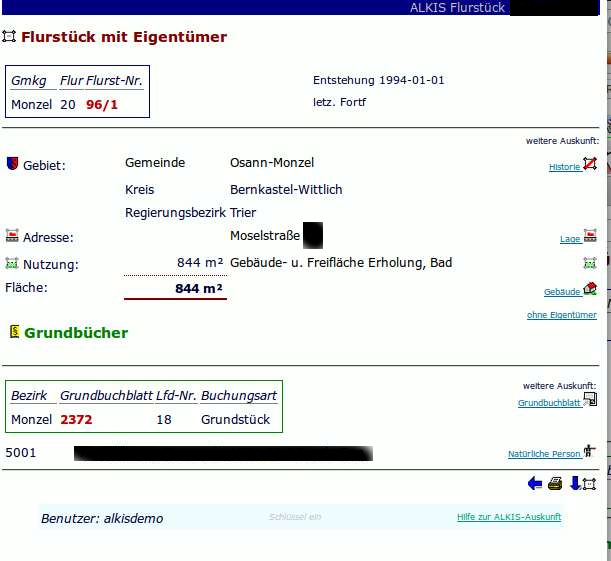 ALKIS Flurstück
Flurstück mit Eigentümer
Gmkg Flur Flurst-Nr.
Monzel 20 96/1
Entstehung 1994-01-01
letz. Fortf
weitere Auskunft:
Gebiet: Gemeinde Osann-Monzel Historie
Kreis Bernkastel-Wittlich
Regierungsbezirk Trier
Adresse: Moselstraße Lage
Nutzung: 844 m² Gebäude- u. Freifläche Erholung, Bad
Fläche: 844 m² Gebäude
ohne Eigentümer
Grundbücher
Bezirk Grundbuchblatt Lfd-Nr. Buchungsart
Monzel 2372 18 Grundstück
weitere Auskunft:
Grundbuchblatt
5001 Natürliche Person
Benutzer: alkisdemo Schlüssel ein Hilfe zur ALKIS-Auskunft